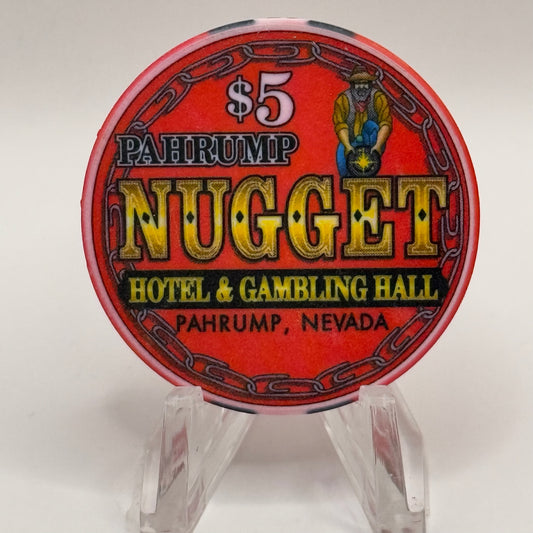 $5
PAHRUMP
NUGGET
HOTEL & GAMBLING HALL
PAHRUMP, NEVADA